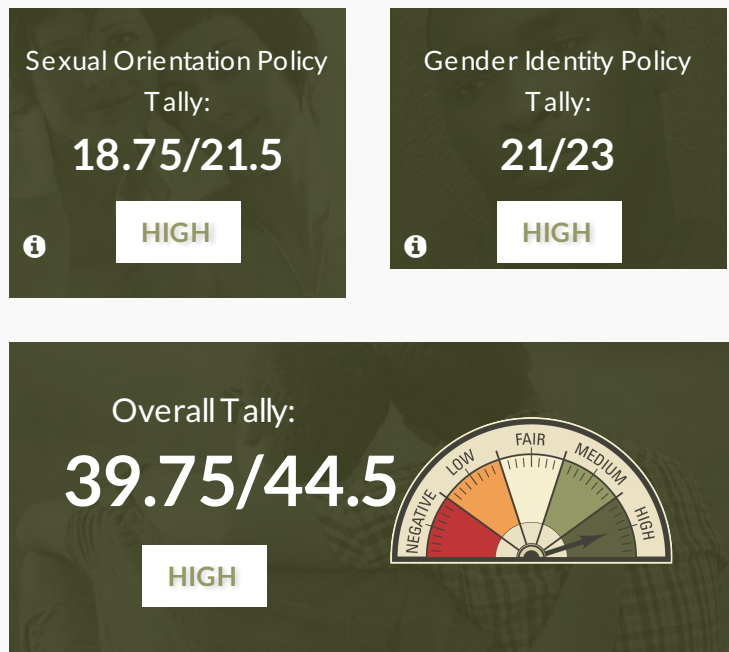 Sexual Orientation Policy
Tally:
18.75/21.5
HIGH
Gender Identity Policy
Tally:
21/23
HIGH
Overall Tally:
39.75/44.5
HIGH
NEGATIVE
LOW
FAIR
MEDIUM
HIGH